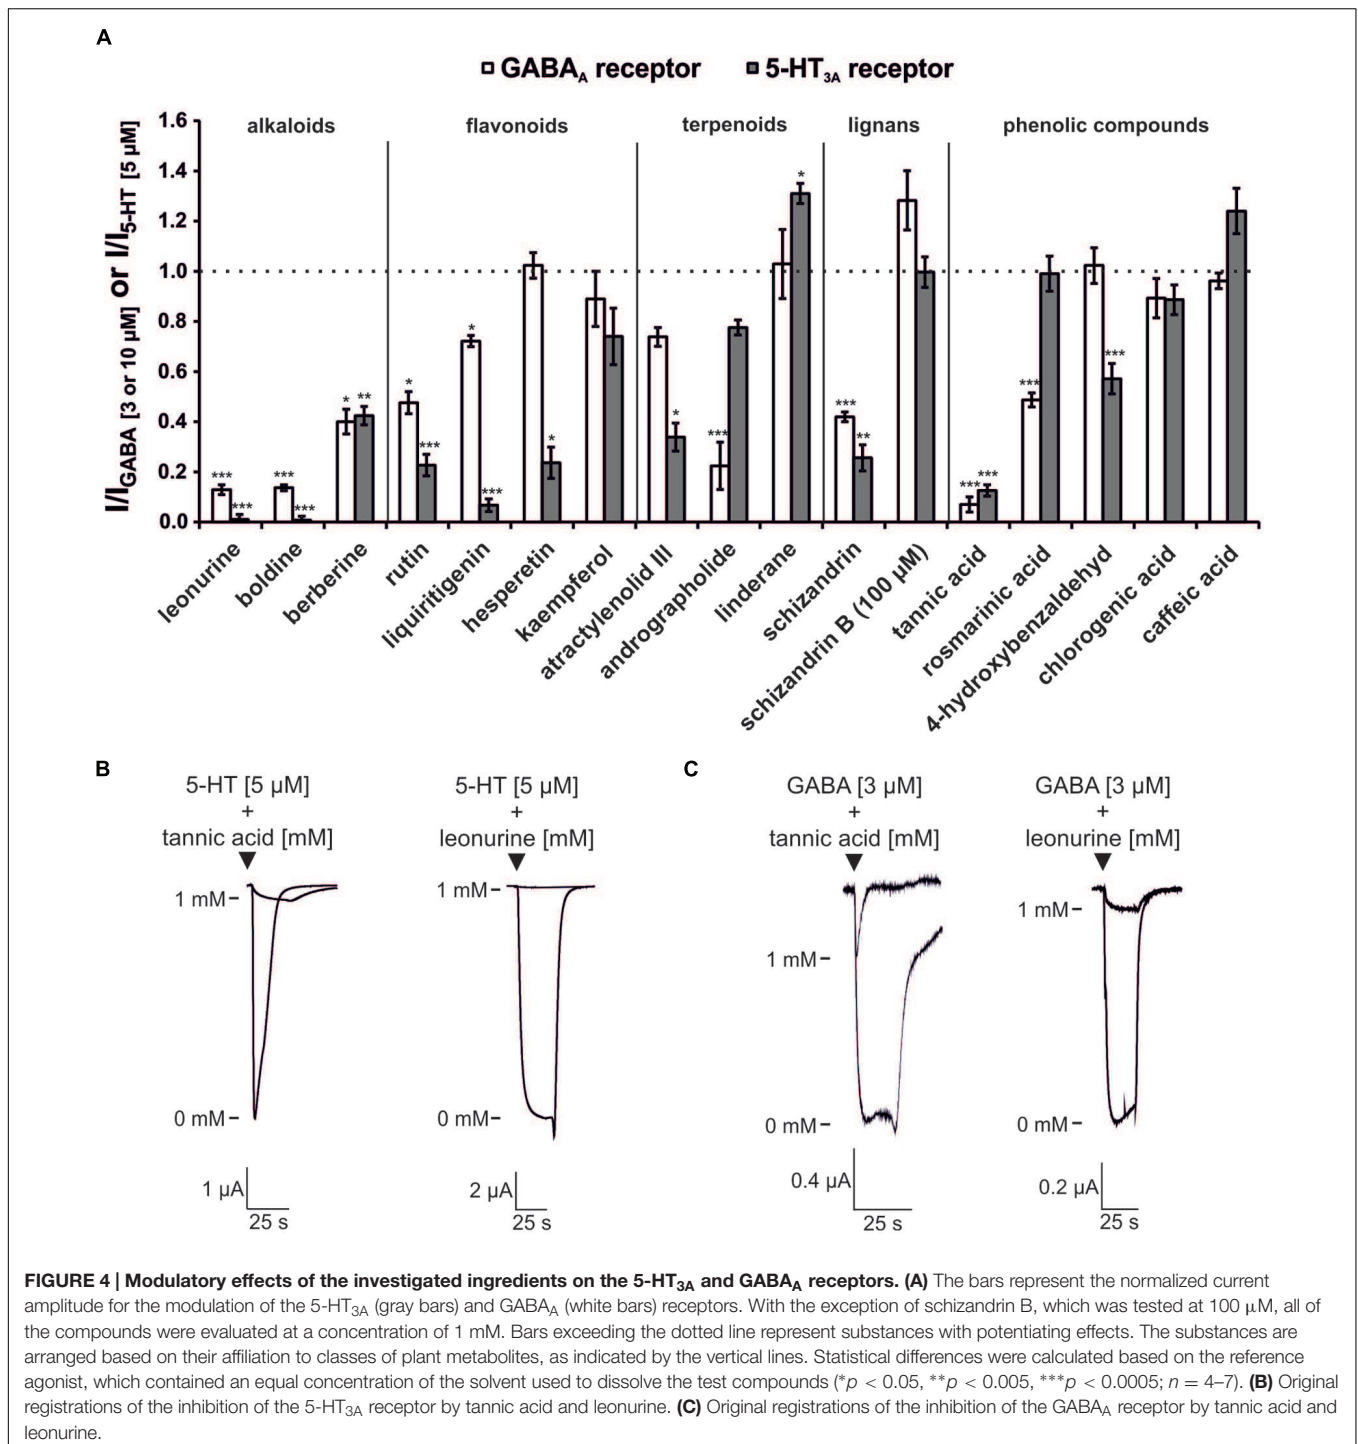 A
GABAA receptor 5-HT3A receptor
I/IGABA [3 or 10 µM] or I/I5-HT [5 µM]
alkaloids flavonoids terpenoids lignans phenolic compounds
1.6
1.4
1.2
1.0
0.8
0.6
0.4
0.2
0.0
*** *** *** *** * ** * *** * *** * * *** * *** ** *** *** *** ***
leonurine
boldine
berberine
rutin
liquiritigenin
hesperetin
kaempferol
atractylenolid III
andrographolide
linderane
schizandrin
schizandrin B (100 µM)
tannic acid
rosmarinic acid
4-hydroxybenzaldehyd
chlorogenic acid
caffeic acid
B
5-HT [5 µM]
+
tannic acid [mM]
1 mM
0 mM
1 µA
25 s
5-HT [5 µM]
+
leonurine [mM]
1 mM
0 mM
2 µA
25 s
C
GABA [3 µM]
+
tannic acid [mM]
1 mM
0 mM
0.4 µA
25 s
GABA [3 µM]
+
leonurine [mM]
1 mM
0 mM
0.2 µA
25 s
FIGURE 4 | Modulatory effects of the investigated ingredients on the 5-HT3A and GABAA receptors. (A) The bars represent the normalized current
amplitude for the modulation of the 5-HT3A (gray bars) and GABAA (white bars) receptors. With the exception of schizandrin B, which was tested at 100 µM, all of
the compounds were evaluated at a concentration of 1 mM. Bars exceeding the dotted line represent substances with potentiating effects. The substances are
arranged based on their affiliation to classes of plant metabolites, as indicated by the vertical lines. Statistical differences were calculated based on the reference
agonist, which contained an equal concentration of the solvent used to dissolve the test compounds (*p < 0.05, **p < 0.005, ***p < 0.0005; n = 4–7). (B) Original
registrations of the inhibition of the 5-HT3A receptor by tannic acid and leonurine. (C) Original registrations of the inhibition of the GABAA receptor by tannic acid and
leonurine.